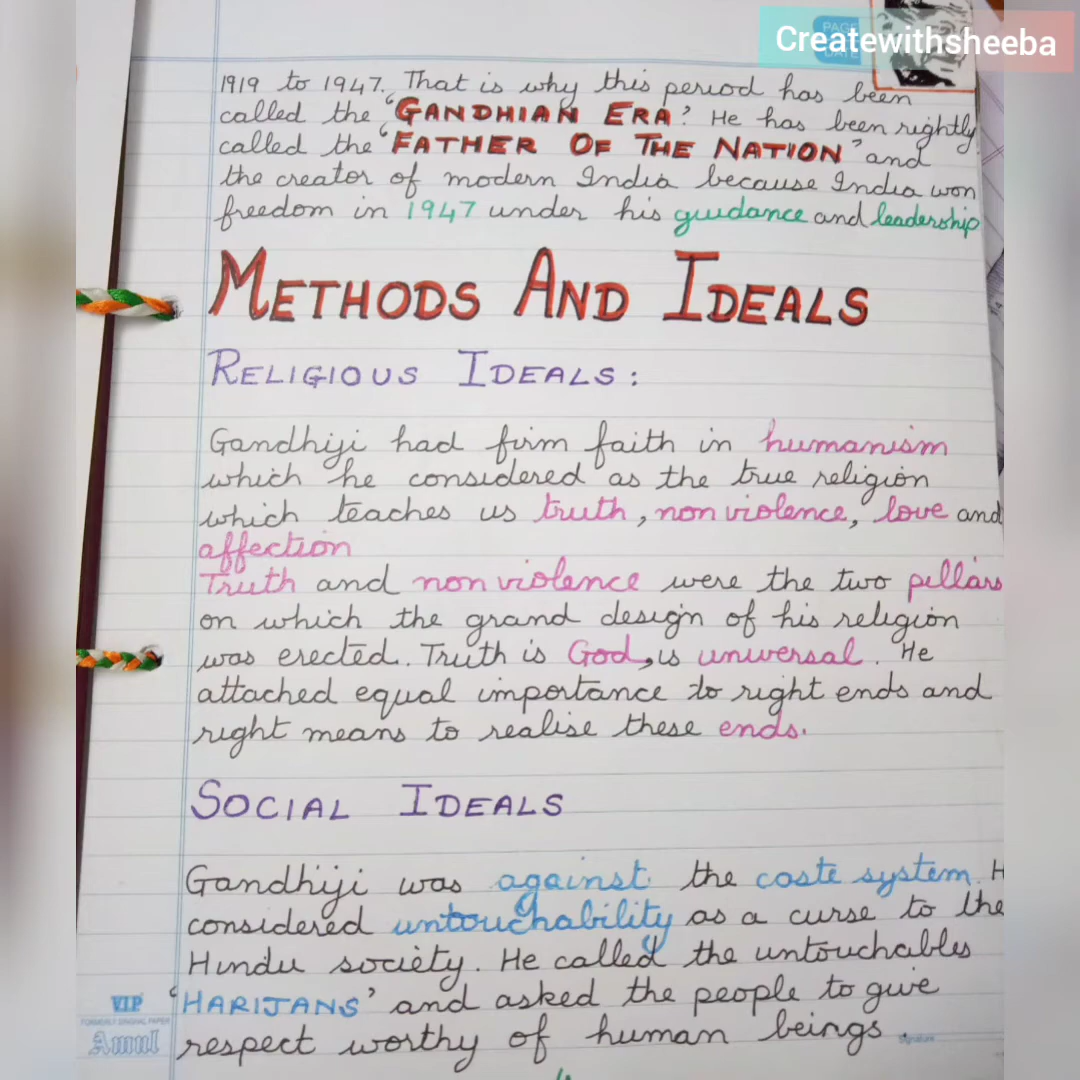 Createwithsheeba
PAGE
DATE
1919 to 1947. That is why this period has been
called the 'GANDHIAN ERA'. He has been rightly
called the 'FATHER OF THE NATION' and
the creator of modern India because India won
freedom in 1947 under his guidance and leadership
METHODS AND IDEALS
RELIGIOUS IDEALS:
Gandhiji had firm faith in humanism
which he considered as the true religion
which teaches us truth, non violence, love and
affection
Truth and non violence were the two pillars
on which the grand design of his religion
was erected. Truth is God, is universal. He
attached equal importance to right ends and
right means to realise these ends.
SOCIAL IDEALS
Gandhiji was against the caste system. H
considered untouchability as a curse to the
Hindu society. He called the untouchables
'HARIJANS' and asked the people to give
respect worthy of human beings.
VIP
FORMERLY SINGHAL PAPER
Amul
Signature